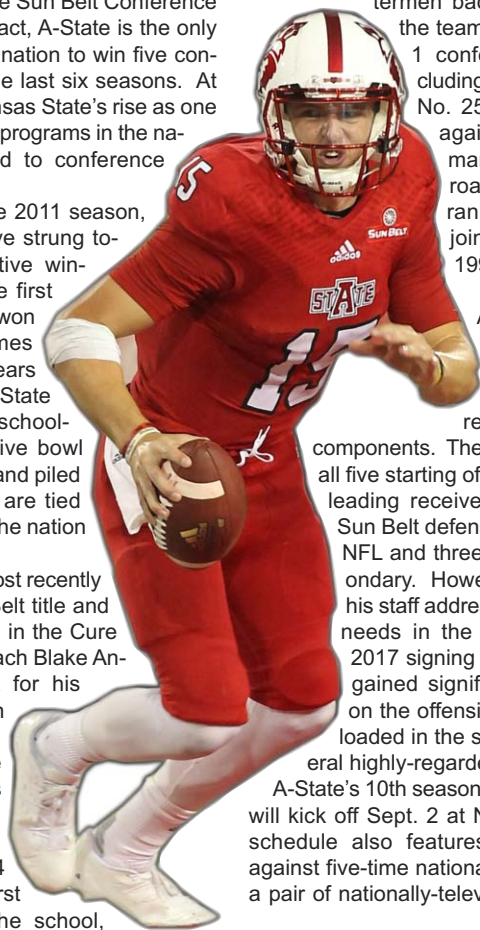 e Sun Belt Conference
act, A-State is the only
nation to win five con-
e last six seasons. At
nsas State's rise as one
programs in the na-
d to conference
e 2011 season,
ve strung to-
tive win-
e first
won
mes
ears
State
school-
ive bowl
and piled
are tied
he nation
ost recently
Belt title and
in the Cure
ach Blake An-
for his
4
rst
he school,
15
SUN BELT
adidas
STATE
15
termen bac
the team
1 confe
cluding
No. 25
agai
mar
roa
ran
join
199
re
components. The
all five starting of
leading receive
Sun Belt defen
NFL and three
ondary. Howe
his staff addre
needs in the
2017 signing
gained signif
on the offensi
loaded in the s
eral highly-regarde
A-State's 10th season
will kick off Sept. 2 at N
schedule also features
against five-time nationa
a pair of nationally-telev